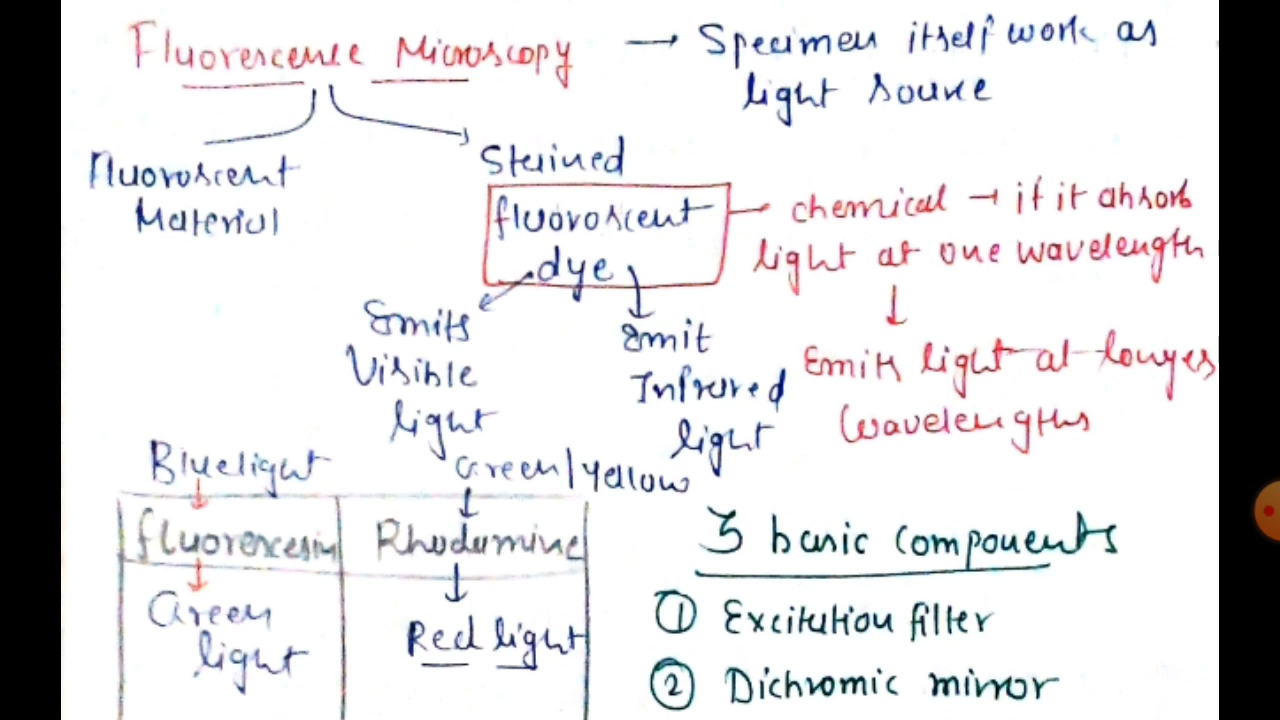 Fluorescence Microscopy → Specimen itself work as
light source
Fluoroscent
Material
Stained
fluoroscent
dye
chemical → if it absorb
light at one wavelength
↓
Emits light at longer
wavelengths
Emits
Visible
light
Emit
Infrared
light
Blue light
fluorescein
Green
light
Green/Yellow
Rhodamine
Red light
3 basic components
① Excitation filter
② Dichromic mirror